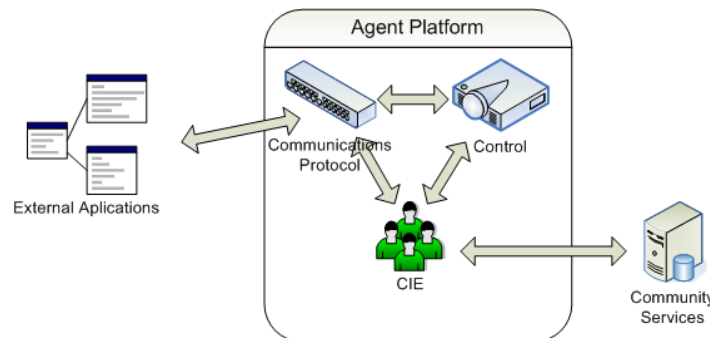 Agent Platform
Communications
Protocol
Control
External Aplications
CIE
Community
Services